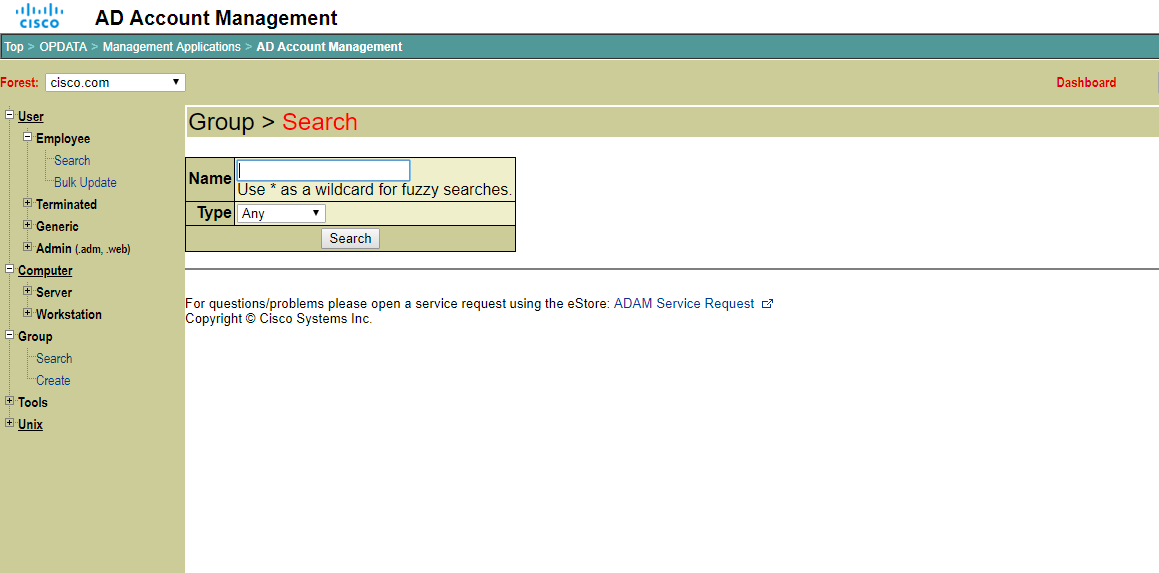 cisco
AD Account Management
Top > OPDATA > Management Applications > AD Account Management
Forest: cisco.com
Dashboard
User
Employee
Search
Bulk Update
Terminated
Generic
Admin (.adm, .web)
Computer
Server
Workstation
Group
Search
Create
Tools
Unix
Group > Search
Name
Use * as a wildcard for fuzzy searches.
Type Any
Search
For questions/problems please open a service request using the eStore: ADAM Service Request
Copyright © Cisco Systems Inc.